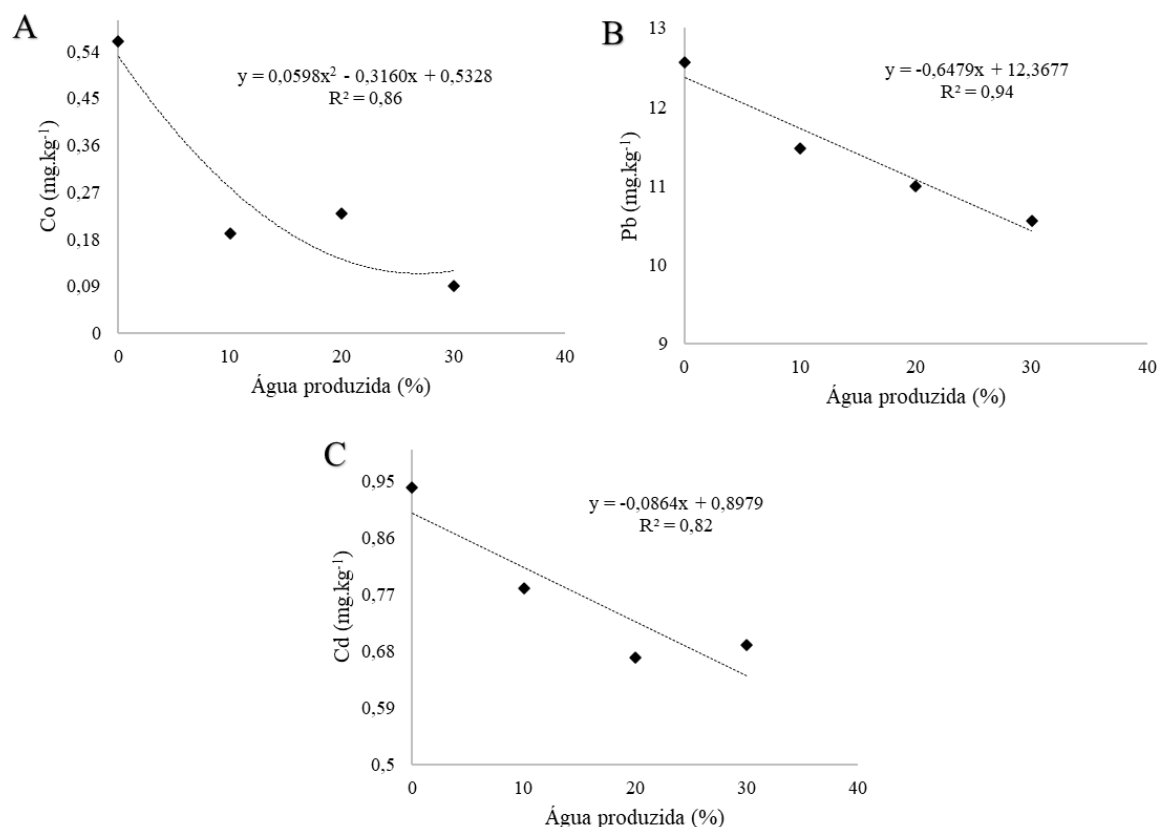 A
Co (mg.kg⁻¹)
0,54
0,45
0,36
0,27
0,18
0,09
0
y = 0,0598x² - 0,3160x + 0,5328
R² = 0,86
0 10 20 30 40
Água produzida (%)
B
Pb (mg.kg⁻¹)
13
12
11
10
9
y = -0,6479x + 12,3677
R² = 0,94
0 10 20 30 40
Água produzida (%)
C
Cd (mg.kg⁻¹)
0,95
0,86
0,77
0,68
0,59
0,5
y = -0,0864x + 0,8979
R² = 0,82
0 10 20 30 40
Água produzida (%)